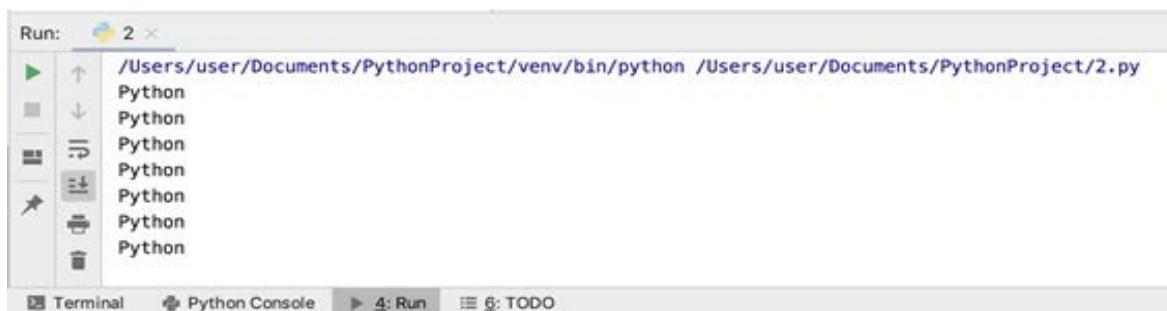 Run: 2
/Users/user/Documents/PythonProject/venv/bin/python /Users/user/Documents/PythonProject/2.py
Python
Python
Python
Python
Python
Python
Python
Terminal Python Console 4: Run 6: TODO